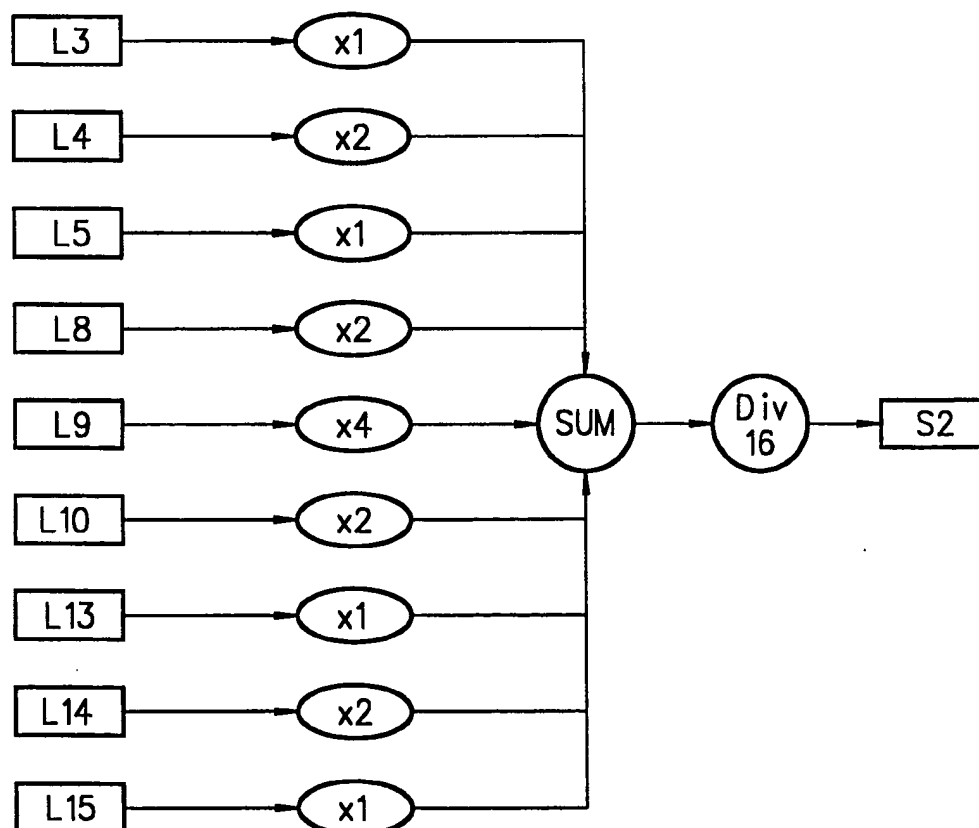 L3 x1
L4 x2
L5 x1
L8 x2
L9 x4 SUM Div 16 S2
L10 x2
L13 x1
L14 x2
L15 x1